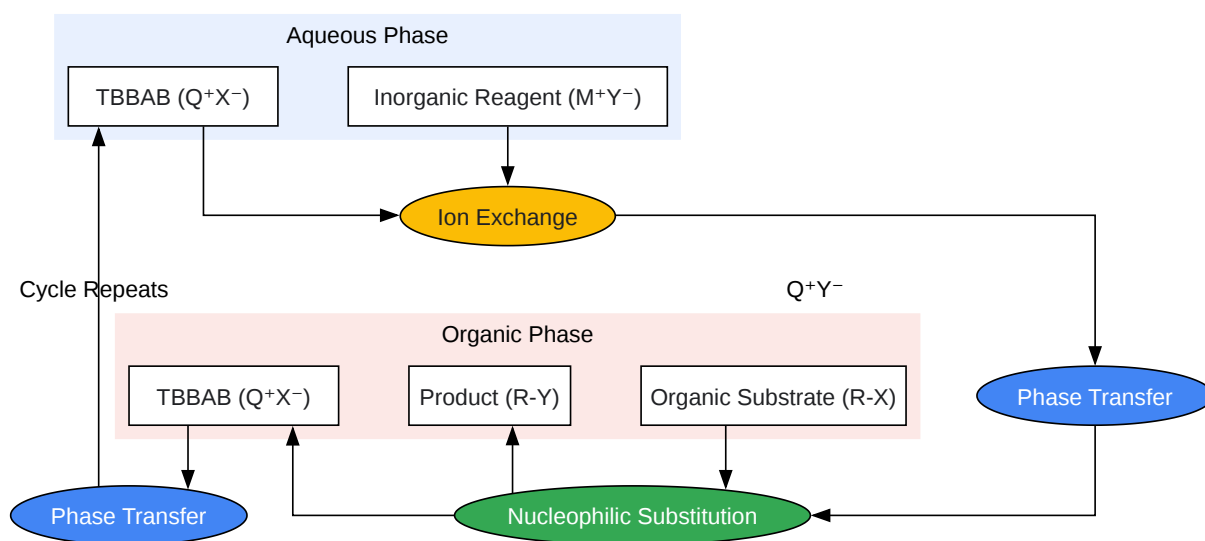 Aqueous Phase
TBBAB (Q⁺X⁻)
Inorganic Reagent (M⁺Y⁻)
Ion Exchange
Cycle Repeats
Q⁺Y⁻
Organic Phase
TBBAB (Q⁺X⁻)
Product (R-Y)
Organic Substrate (R-X)
Phase Transfer
Phase Transfer
Nucleophilic Substitution